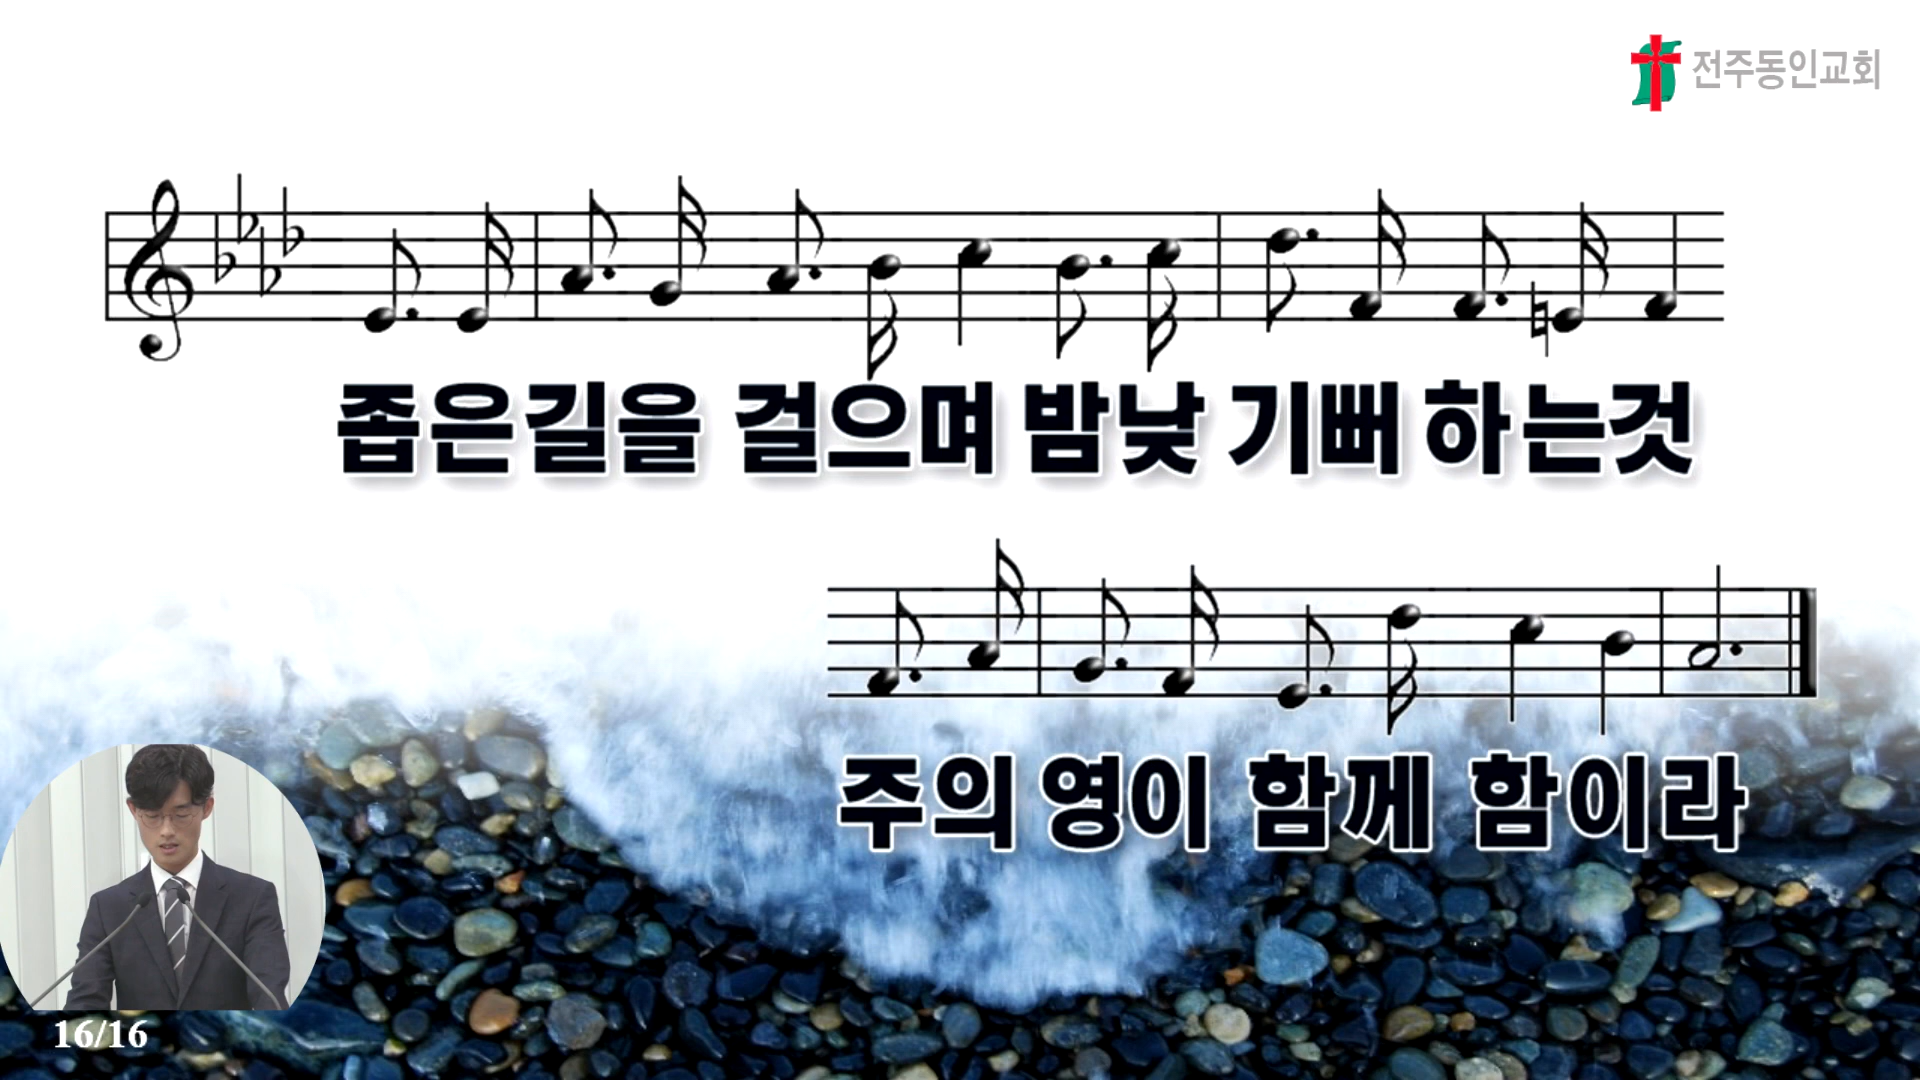 전주동인교회
좁은길을 걸으며 밤낮 기뻐 하는것
주의 영이 함께 함이라
16/16